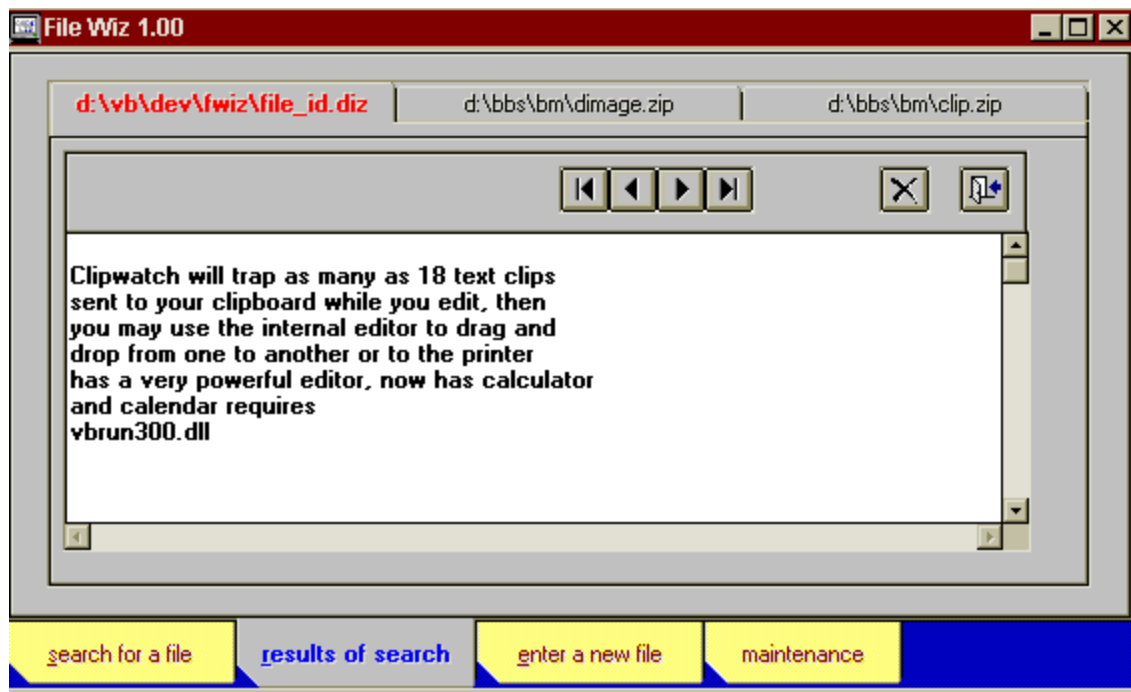 File Wiz 1.00
d:\vb\dev\fwiz\file_id.diz
d:\bbs\bm\dimage.zip
d:\bbs\bm\clip.zip
Clipwatch will trap as many as 18 text clips
sent to your clipboard while you edit, then
you may use the internal editor to drag and
drop from one to another or to the printer
has a very powerful editor, now has calculator
and calendar requires
vbrun300.dll
search for a file
results of search
enter a new file
maintenance